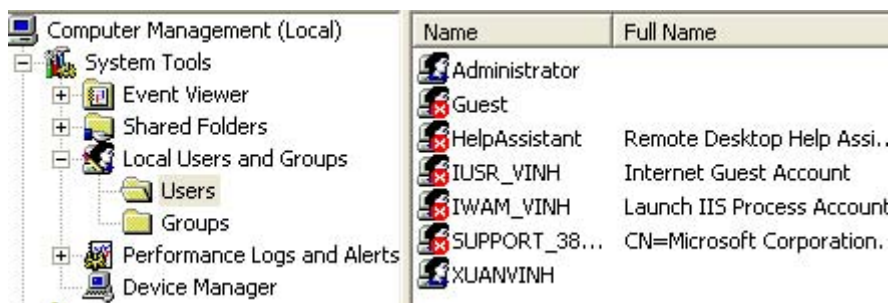 Computer Management (Local)
System Tools
Event Viewer
Shared Folders
Local Users and Groups
Users
Groups
Performance Logs and Alerts
Device Manager
Name Full Name
Administrator
Guest
HelpAssistant Remote Desktop Help Assi..
IUSR_VINH Internet Guest Account
IWAM_VINH Launch IIS Process Account
SUPPORT_38... CN=Microsoft Corporation.
XUANVINH